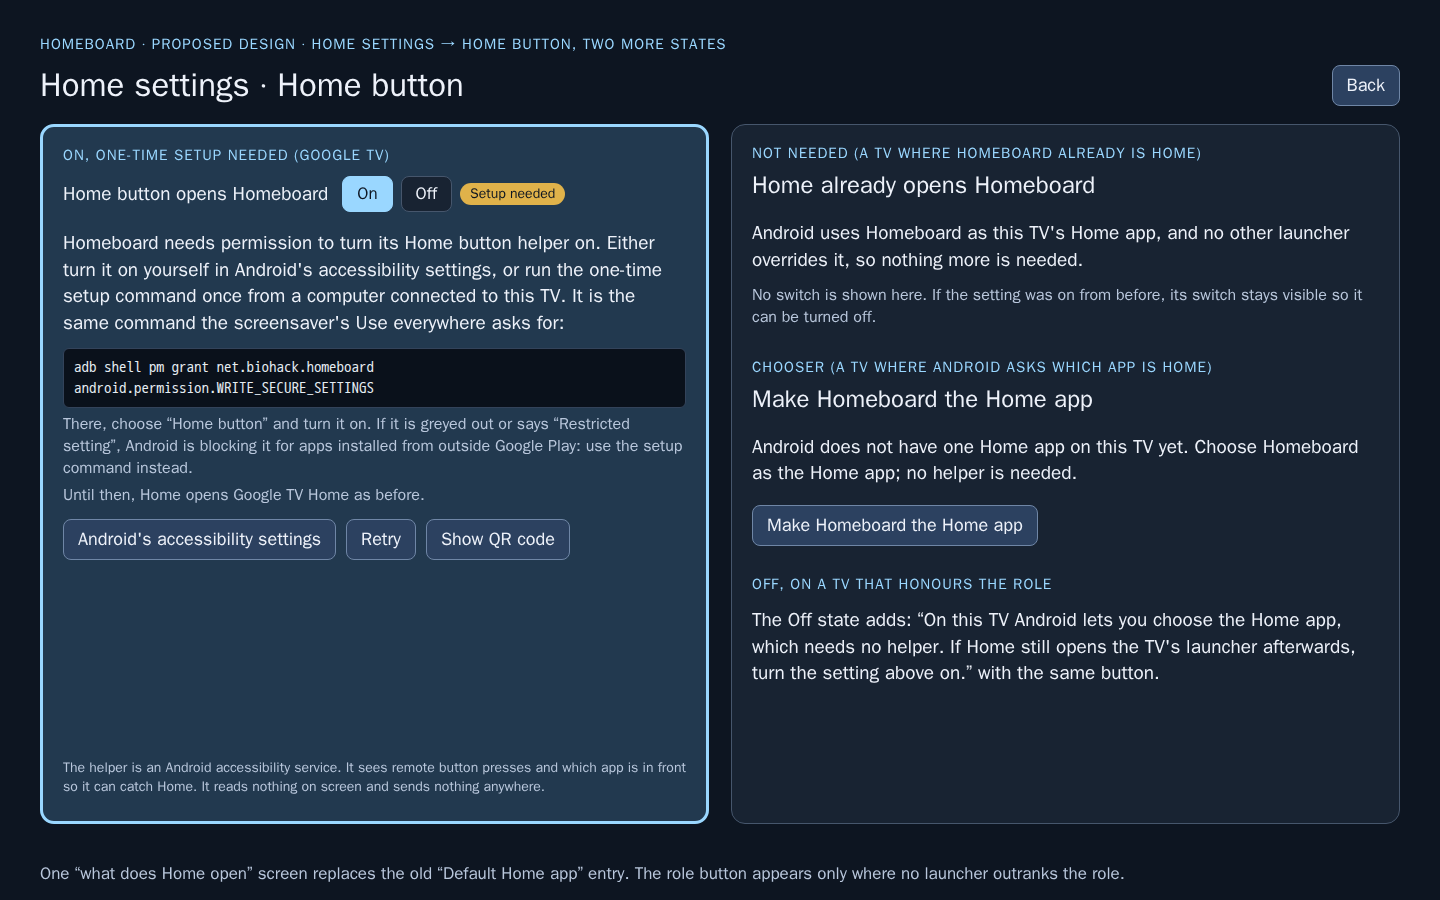 HOMEBOARD · PROPOSED DESIGN · HOME SETTINGS → HOME BUTTON, TWO MORE STATES
Home settings · Home button
Back
ON, ONE-TIME SETUP NEEDED (GOOGLE TV)
Home button opens Homeboard
On
Off
Setup needed
Homeboard needs permission to turn its Home button helper on. Either
turn it on yourself in Android's accessibility settings, or run the one-time
setup command once from a computer connected to this TV. It is the
same command the screensaver's Use everywhere asks for:
adb shell pm grant net.biohack.homeboard
android.permission.WRITE_SECURE_SETTINGS
There, choose “Home button” and turn it on. If it is greyed out or says “Restricted
setting”, Android is blocking it for apps installed from outside Google Play: use the setup
command instead.
Until then, Home opens Google TV Home as before.
Android's accessibility settings
Retry
Show QR code
The helper is an Android accessibility service. It sees remote button presses and which app is in front
so it can catch Home. It reads nothing on screen and sends nothing anywhere.
NOT NEEDED (A TV WHERE HOMEBOARD ALREADY IS HOME)
Home already opens Homeboard
Android uses Homeboard as this TV's Home app, and no other launcher
overrides it, so nothing more is needed.
No switch is shown here. If the setting was on from before, its switch stays visible so it
can be turned off.
CHOOSER (A TV WHERE ANDROID ASKS WHICH APP IS HOME)
Make Homeboard the Home app
Android does not have one Home app on this TV yet. Choose Homeboard
as the Home app; no helper is needed.
Make Homeboard the Home app
OFF, ON A TV THAT HONOURS THE ROLE
The Off state adds: “On this TV Android lets you choose the Home app,
which needs no helper. If Home still opens the TV's launcher afterwards,
turn the setting above on.” with the same button.
One “what does Home open” screen replaces the old “Default Home app” entry. The role button appears only where no launcher outranks the role.